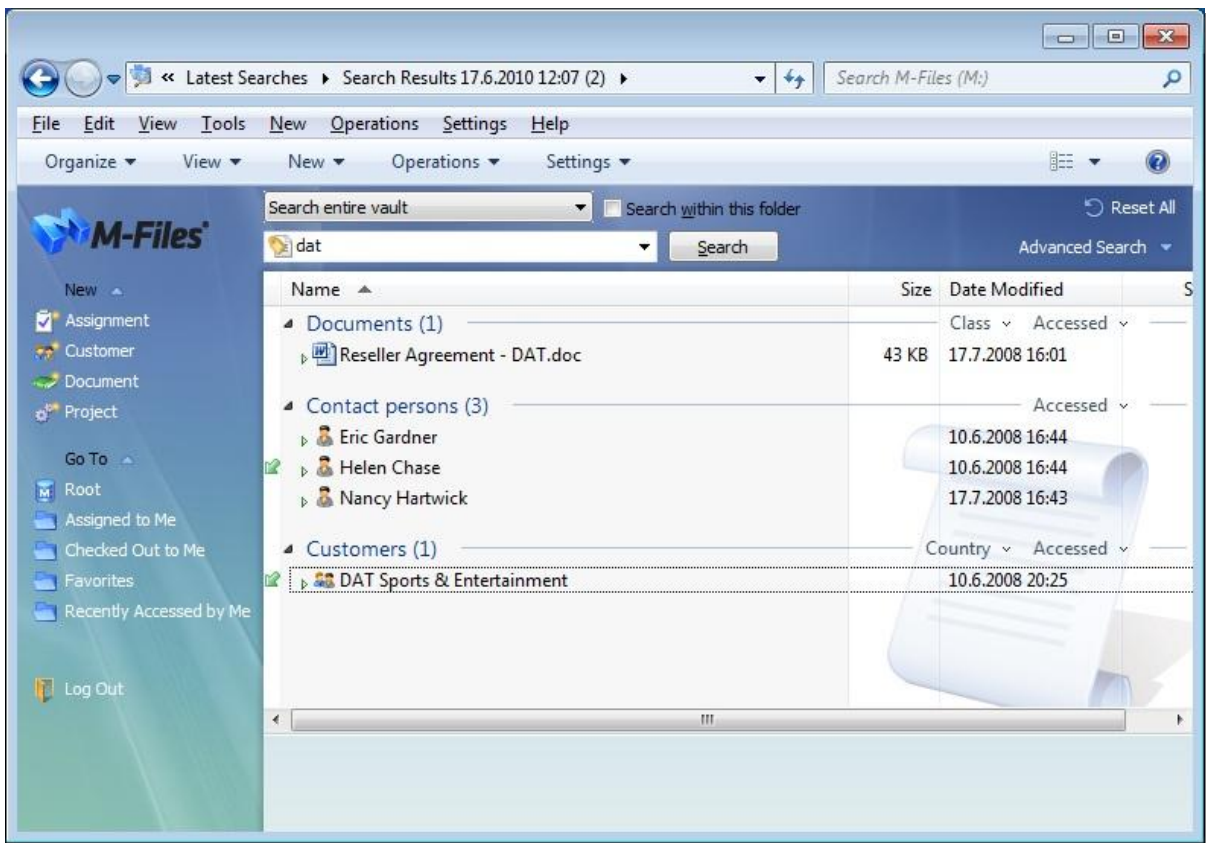 « Latest Searches ▸ Search Results 17.6.2010 12:07 (2) ▸ Search M-Files (M:)
File Edit View Tools New Operations Settings Help
Organize View New Operations Settings
M-Files
Search entire vault Search within this folder Reset All
dat Search Advanced Search
New
Assignment
Customer
Document
Project
Go To
Root
Assigned to Me
Checked Out to Me
Favorites
Recently Accessed by Me
Log Out
Name Size Date Modified S
Documents (1) Class Accessed
Reseller Agreement - DAT.doc 43 KB 17.7.2008 16:01
Contact persons (3) Accessed
Eric Gardner 10.6.2008 16:44
Helen Chase 10.6.2008 16:44
Nancy Hartwick 17.7.2008 16:43
Customers (1) Country Accessed
DAT Sports & Entertainment 10.6.2008 20:25